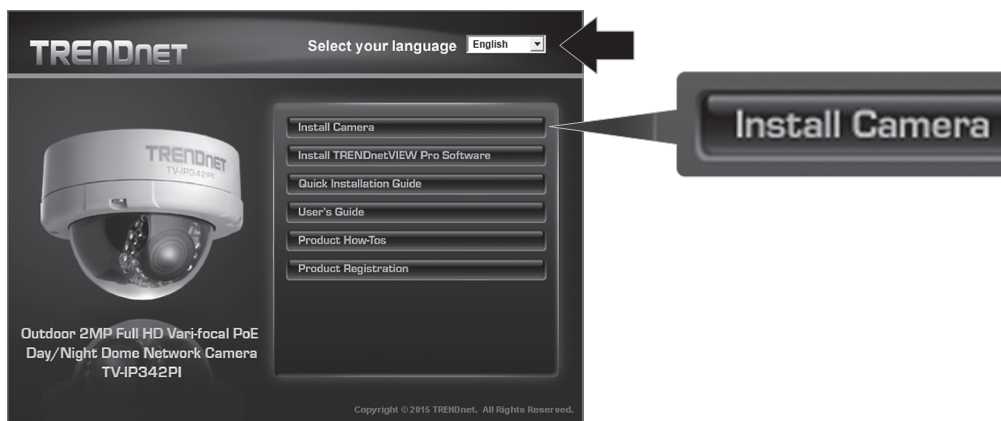 TRENDnet
Select your language English
Install Camera
Install TRENDnetVIEW Pro Software
Quick Installation Guide
User's Guide
Product How-Tos
Product Registration
TRENDnet
TV-IP342PI
Outdoor 2MP Full HD Vari-focal PoE
Day/Night Dome Network Camera
TV-IP342PI
Copyright © 2015 TRENDnet. All Rights Reserved.
Install Camera